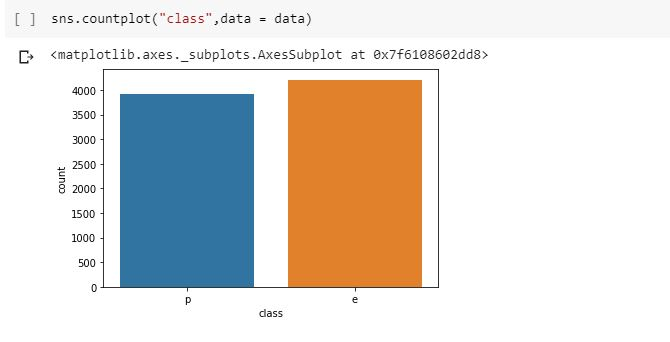 [ ] sns.countplot("class",data = data)
<matplotlib.axes._subplots.AxesSubplot at 0x7f6108602dd8>
4000
3500
3000
2500
2000
1500
1000
500
0
count
p e
class